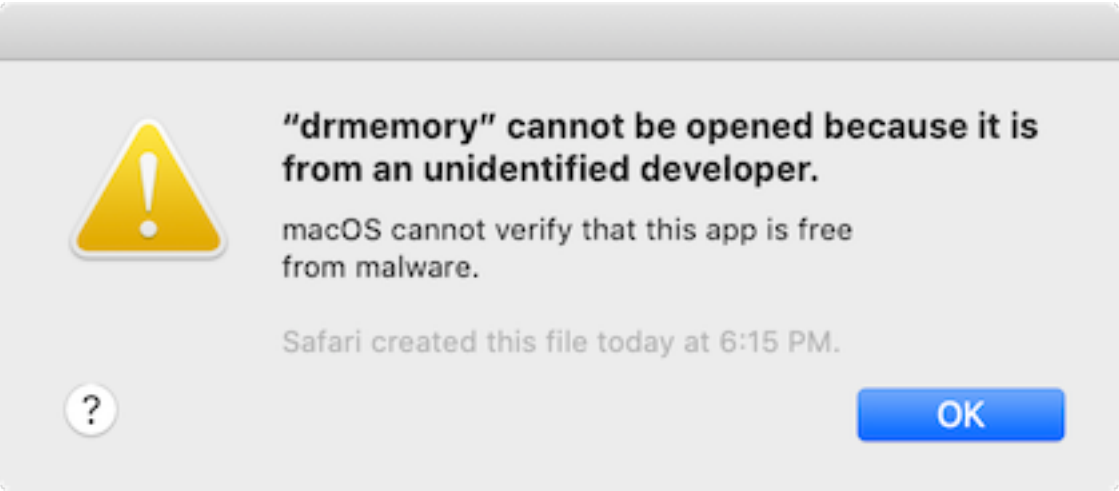 “drmemory” cannot be opened because it is
from an unidentified developer.
macOS cannot verify that this app is free
from malware.
Safari created this file today at 6:15 PM.
?
OK